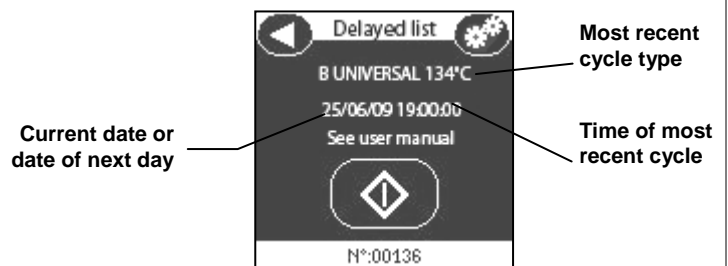 Delayed list
B UNIVERSAL 134°C
25/06/09 19:00:00
See user manual
N°:00136
Most recent
cycle type
Time of most
recent cycle
Current date or
date of next day